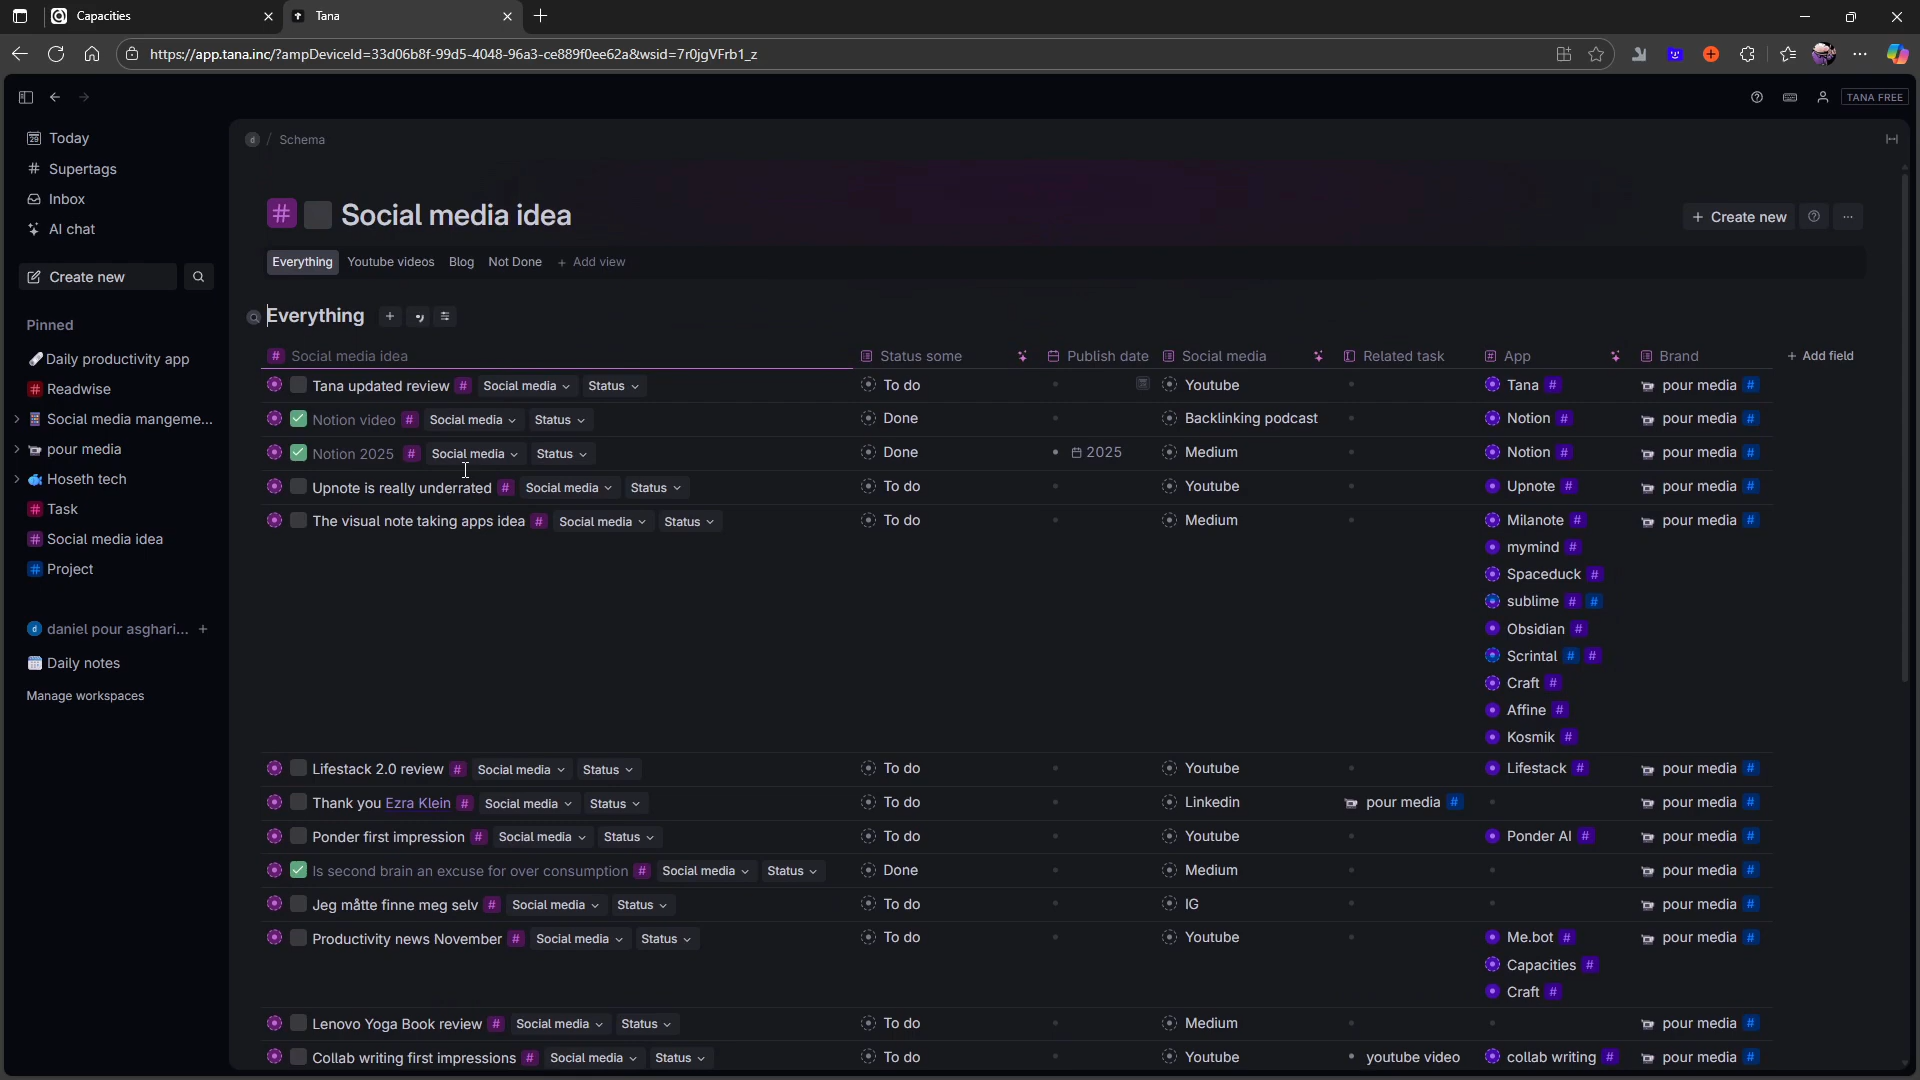 Capacities
Tana
https://app.tana.inc/?ampDeviceId=33d06b8f-99d5-4048-96a3-ce889f0ee62a&wsid=7r0jgVFrb1_z
TANA FREE
Today
Supertags
Inbox
AI chat
Create new
Pinned
Daily productivity app
# Readwise
Social media mangeme...
pour media
Hoseth tech
# Task
# Social media idea
# Project
d daniel pour asghari... +
Daily notes
Manage workspaces
d / Schema
# Social media idea
+ Create new
Everything Youtube videos Blog Not Done + Add view
Everything
# Social media idea Status some Publish date Social media Related task App Brand + Add field
Tana updated review # Social media Status To do Youtube Tana # pour media #
Notion video # Social media Status Done Backlinking podcast Notion # pour media #
Notion 2025 # Social media Status Done 2025 Medium Notion # pour media #
Upnote is really underrated # Social media Status To do Youtube Upnote # pour media #
The visual note taking apps idea # Social media Status To do Medium Milanote # pour media #
mymind #
Spaceduck #
sublime # #
Obsidian #
Scrintal # #
Craft #
Affine #
Kosmik #
Lifestack 2.0 review # Social media Status To do Youtube Lifestack # pour media #
Thank you Ezra Klein # Social media Status To do Linkedin pour media # pour media #
Ponder first impression # Social media Status To do Youtube Ponder AI # pour media #
Is second brain an excuse for over consumption # Social media Status Done Medium pour media #
Jeg måtte finne meg selv # Social media Status To do IG pour media #
Productivity news November # Social media Status To do Youtube Me.bot # pour media #
Capacities #
Craft #
Lenovo Yoga Book review # Social media Status To do Medium pour media #
Collab writing first impressions # Social media Status To do Youtube youtube video collab writing # pour media #